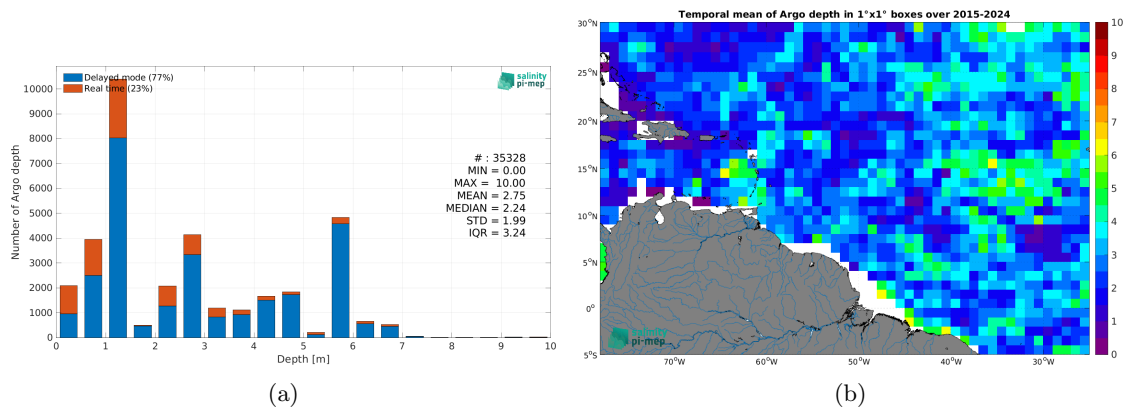 Delayed mode (77%)
Real time (23%)
salinity
pi-mep
10000
9000
8000
7000
6000
5000
4000
3000
2000
1000
0
Number of Argo depth
# : 35328
MIN = 0.00
MAX = 10.00
MEAN = 2.75
MEDIAN = 2.24
STD = 1.99
IQR = 3.24
0 1 2 3 4 5 6 7 8 9 10
Depth [m]
(a)
Temporal mean of Argo depth in 1°x1° boxes over 2015-2024
30°N
25°N
20°N
15°N
10°N
5°N
0°
5°S
70°W 60°W 50°W 40°W 30°W
salinity
pi-mep
10
9
8
7
6
5
4
3
2
1
0
(b)